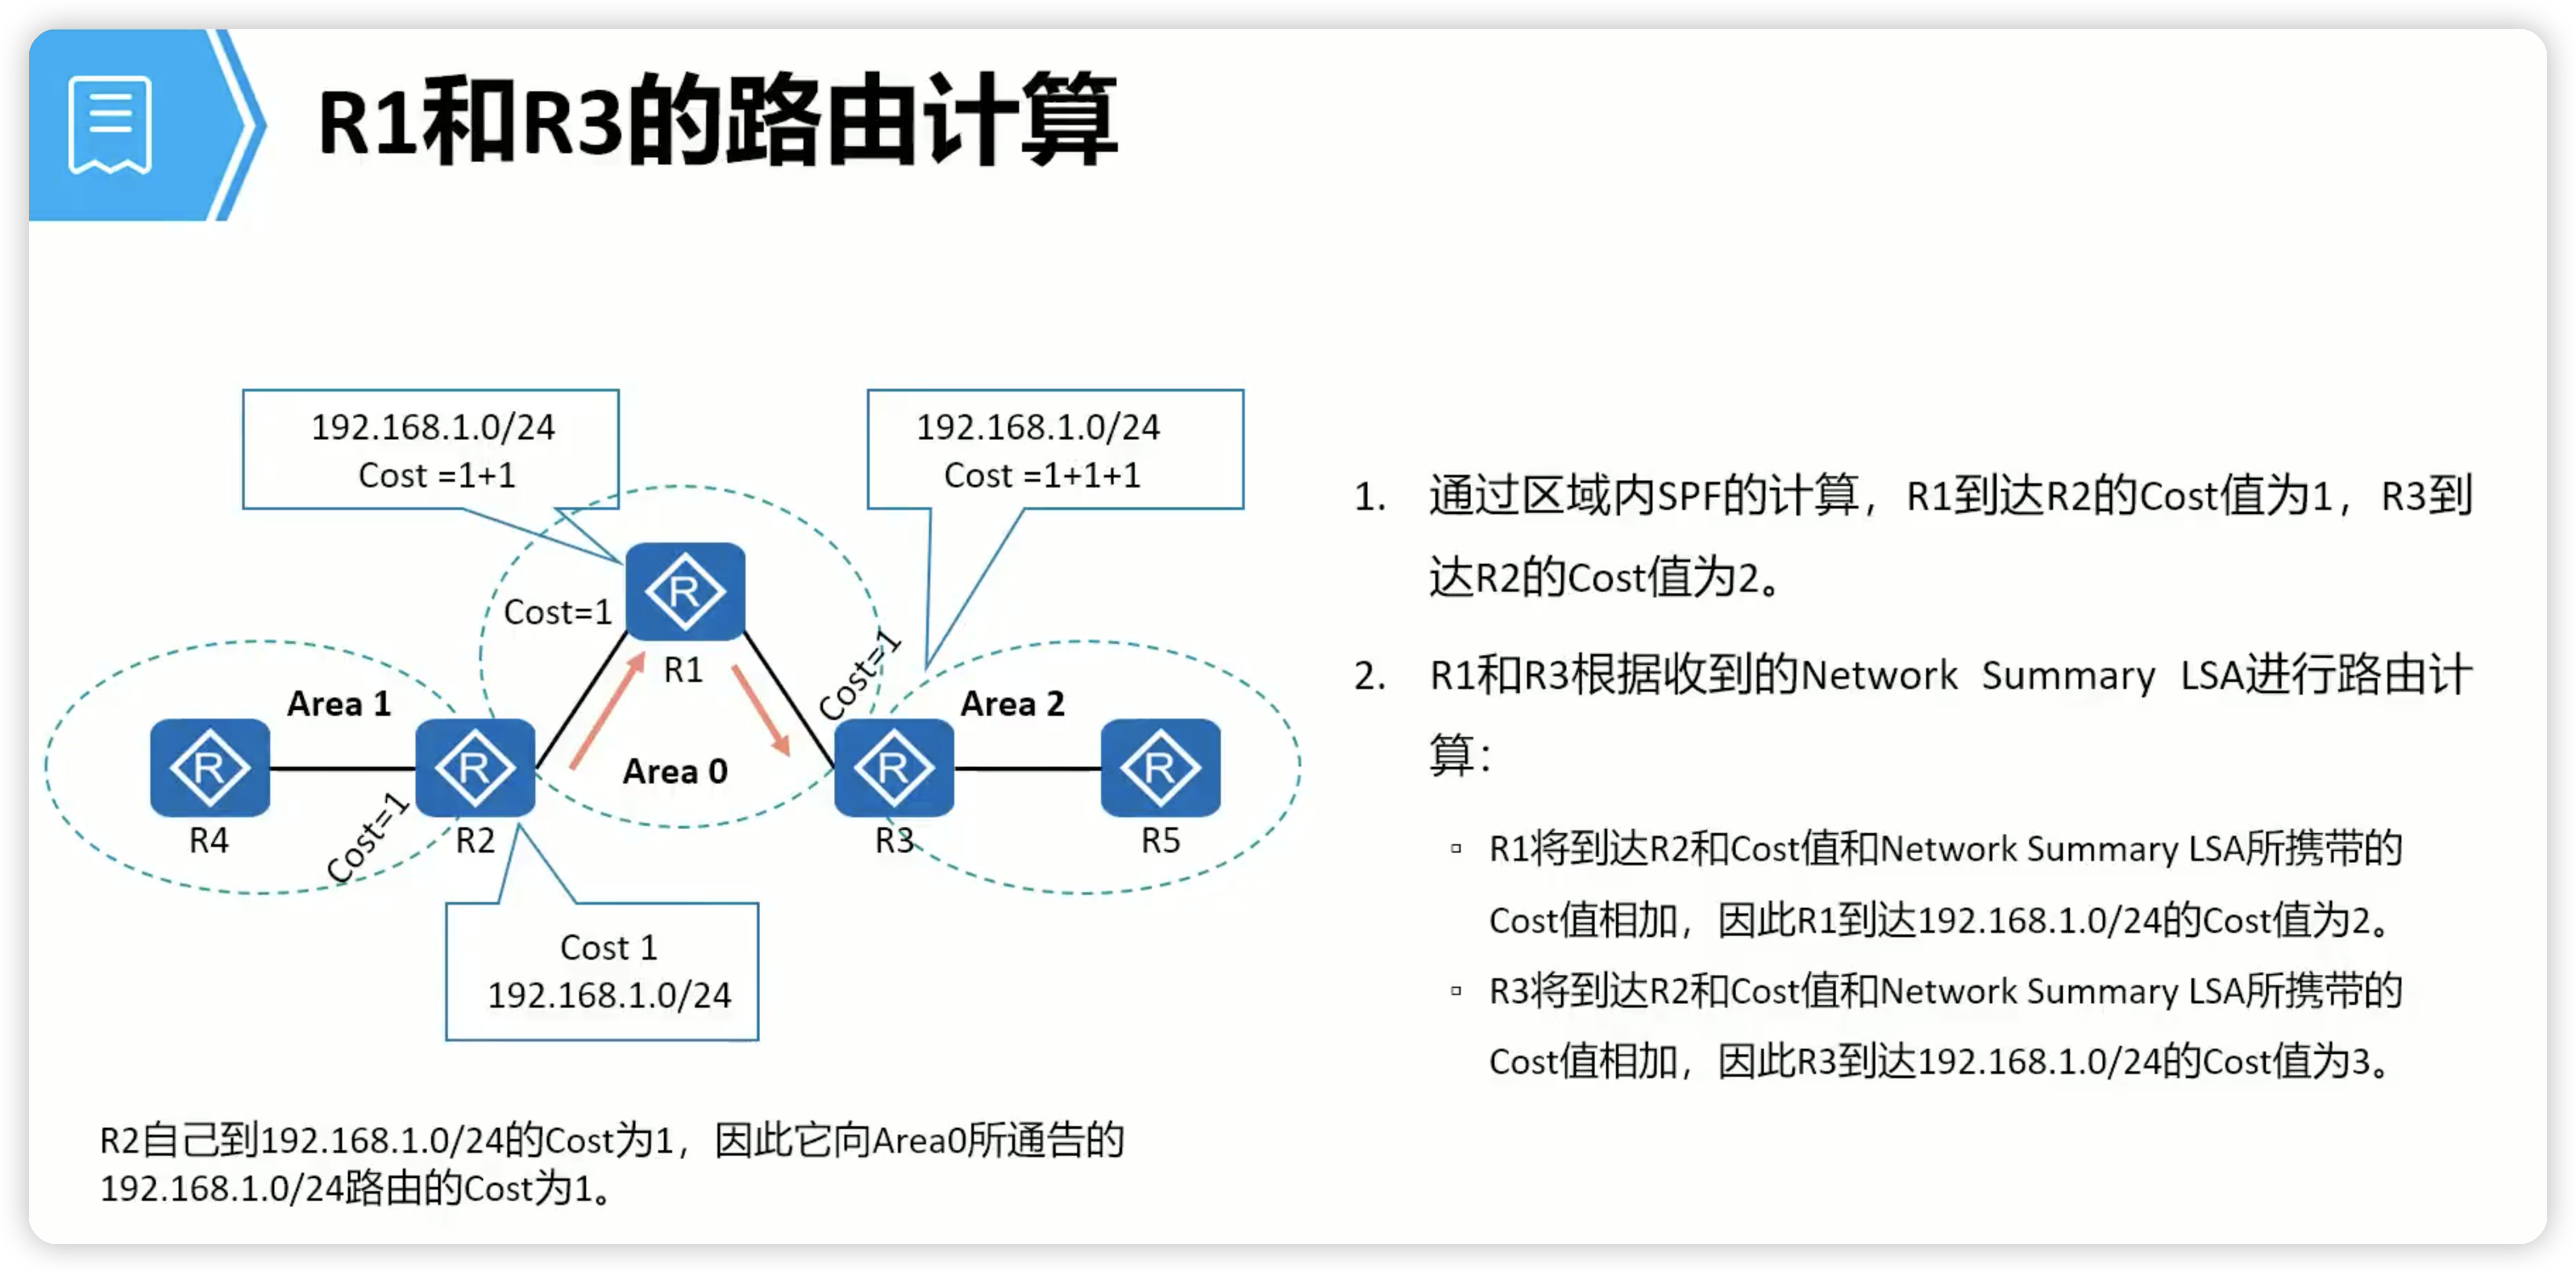 R1和R3的路由计算
192.168.1.0/24
Cost =1+1
192.168.1.0/24
Cost =1+1+1
R
Cost=1
R1
Cost=1
Area 1
Area 2
R
R
Area 0
R
R
R4
Cost=1
R2
R3
R5
Cost 1
192.168.1.0/24
R2自己到192.168.1.0/24的Cost为1，因此它向Area0所通告的
192.168.1.0/24路由的Cost为1。
1. 通过区域内SPF的计算，R1到达R2的Cost值为1，R3到
达R2的Cost值为2。
2. R1和R3根据收到的Network Summary LSA进行路由计
算：
▫ R1将到达R2和Cost值和Network Summary LSA所携带的
Cost值相加，因此R1到达192.168.1.0/24的Cost值为2。
▫ R3将到达R2和Cost值和Network Summary LSA所携带的
Cost值相加，因此R3到达192.168.1.0/24的Cost值为3。